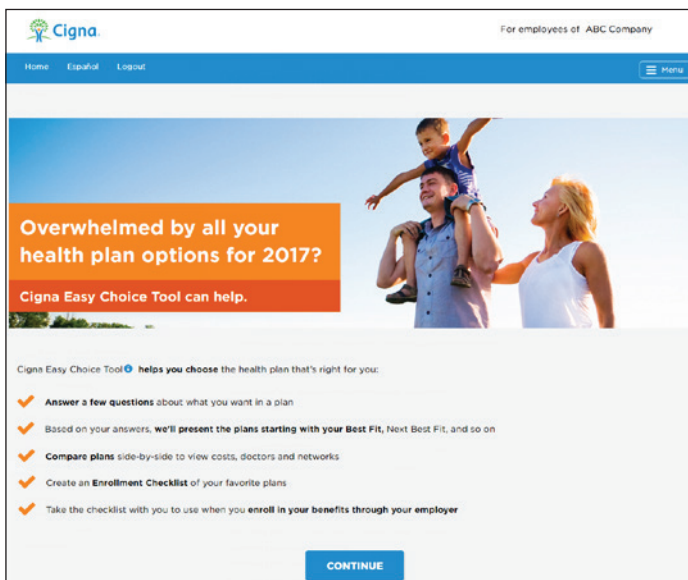 Cigna.
For employees of ABC Company
Home Español Logout
Menu
Overwhelmed by all your
health plan options for 2017?
Cigna Easy Choice Tool can help.
Cigna Easy Choice Tool helps you choose the health plan that's right for you:
Answer a few questions about what you want in a plan
Based on your answers, we'll present the plans starting with your Best Fit, Next Best Fit, and so on
Compare plans side-by-side to view costs, doctors and networks
Create an Enrollment Checklist of your favorite plans
Take the checklist with you to use when you enroll in your benefits through your employer
CONTINUE